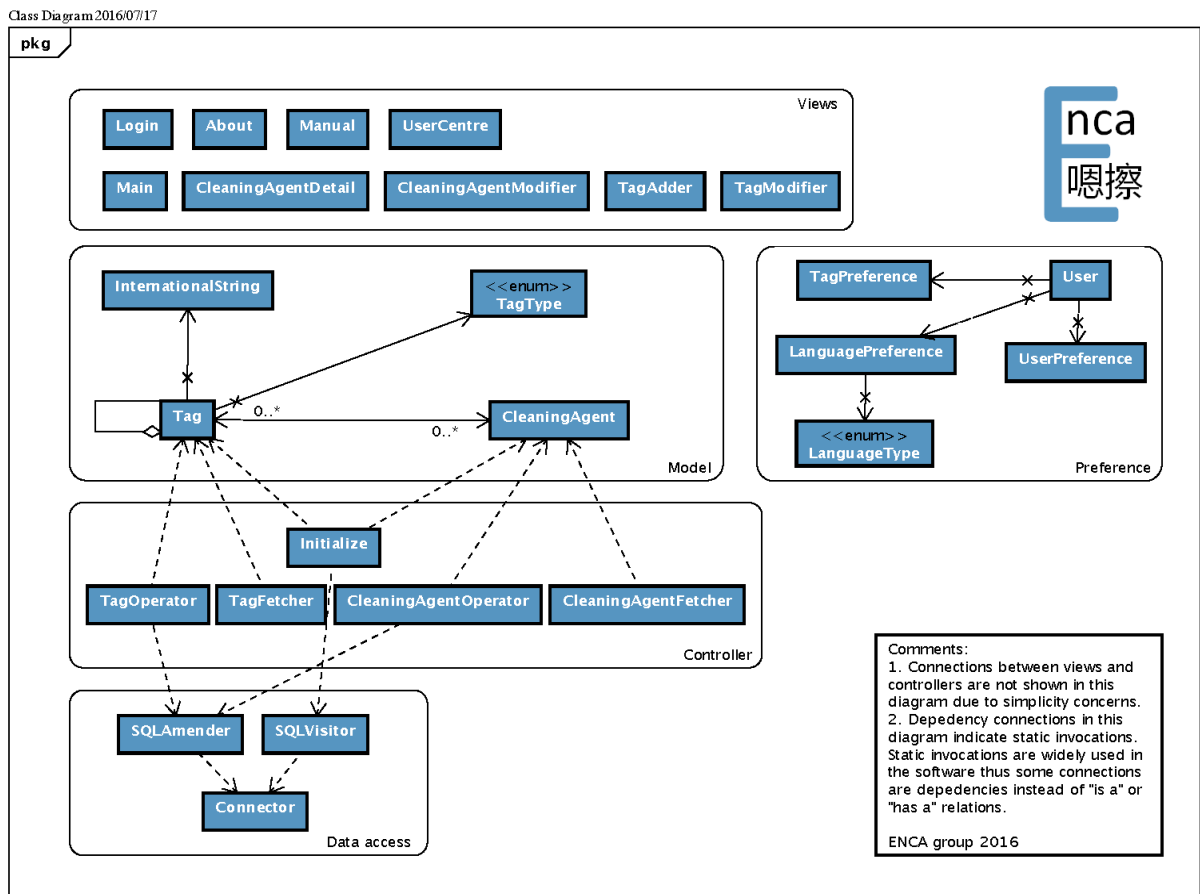 Class Diagram 2016/07/17
pkg
Views
Login
About
Manual
UserCentre
Main
CleaningAgentDetail
CleaningAgentModifier
TagAdder
TagModifier
Enca
嗯擦
InternationalString
<<enum>>
TagType
Tag
0..*
0..*
CleaningAgent
Model
TagPreference
User
LanguagePreference
UserPreference
<<enum>>
LanguageType
Preference
Initialize
TagOperator
TagFetcher
CleaningAgentOperator
CleaningAgentFetcher
Controller
SQLAmender
SQLVisitor
Connector
Data access
Comments:
1. Connections between views and
controllers are not shown in this
diagram due to simplicity concerns.
2. Depedency connections in this
diagram indicate static invocations.
Static invocations are widely used in
the software thus some connections
are depedencies instead of "is a" or
"has a" relations.
ENCA group 2016